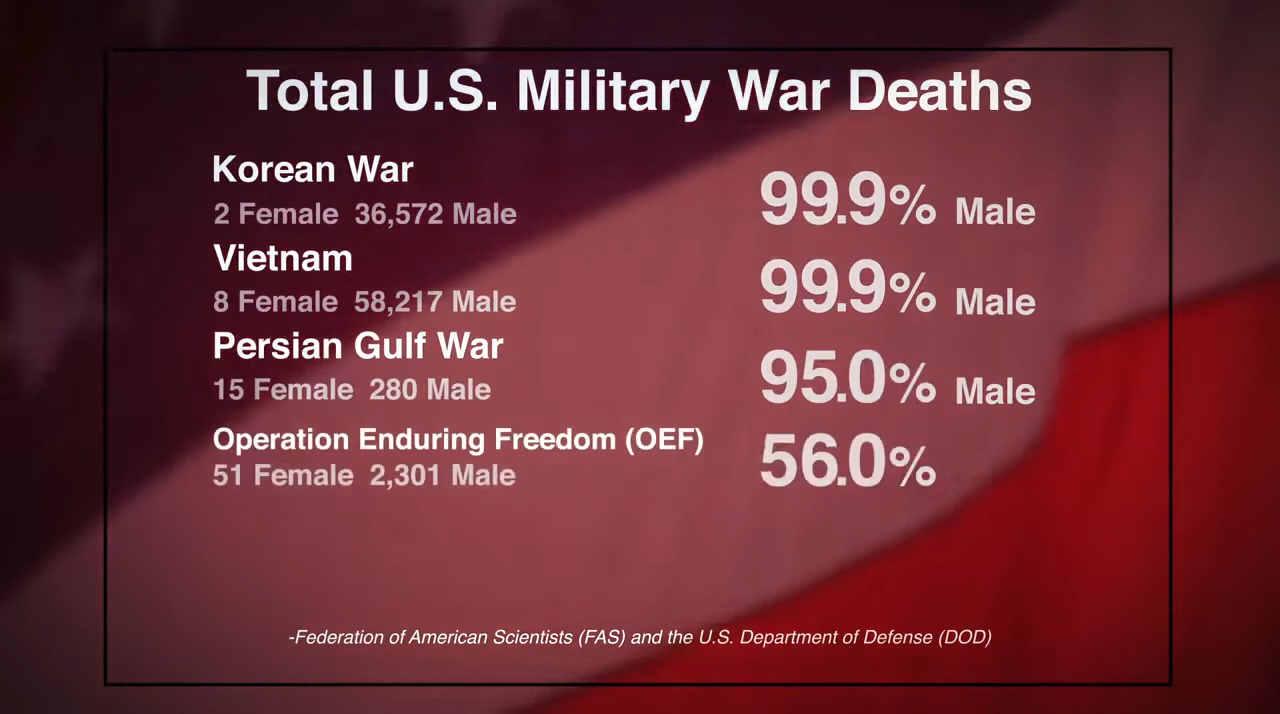 Total U.S. Military War Deaths
Korean War
2 Female 36,572 Male
99.9% Male
Vietnam
8 Female 58,217 Male
99.9% Male
Persian Gulf War
15 Female 280 Male
95.0% Male
Operation Enduring Freedom (OEF)
51 Female 2,301 Male
56.0%
-Federation of American Scientists (FAS) and the U.S. Department of Defense (DOD)